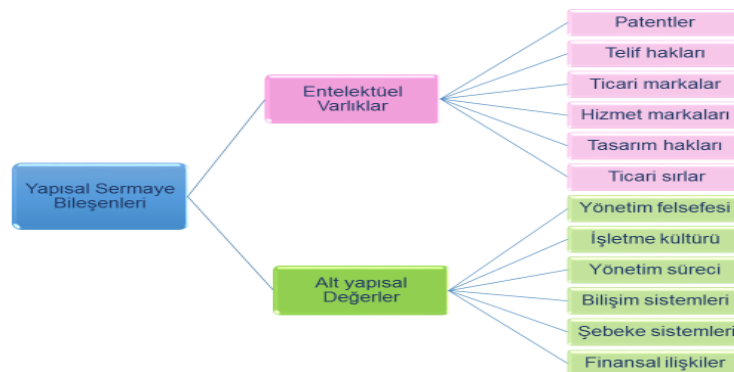 Patentler
Telif hakları
Ticari markalar
Hizmet markaları
Tasarım hakları
Ticari sırlar
Entelektüel
Varlıklar
Yapısal Sermaye
Bileşenleri
Alt yapısal
Değerler
Yönetim felsefesi
İşletme kültürü
Yönetim süreci
Bilişim sistemleri
Şebeke sistemleri
Finansal ilişkiler